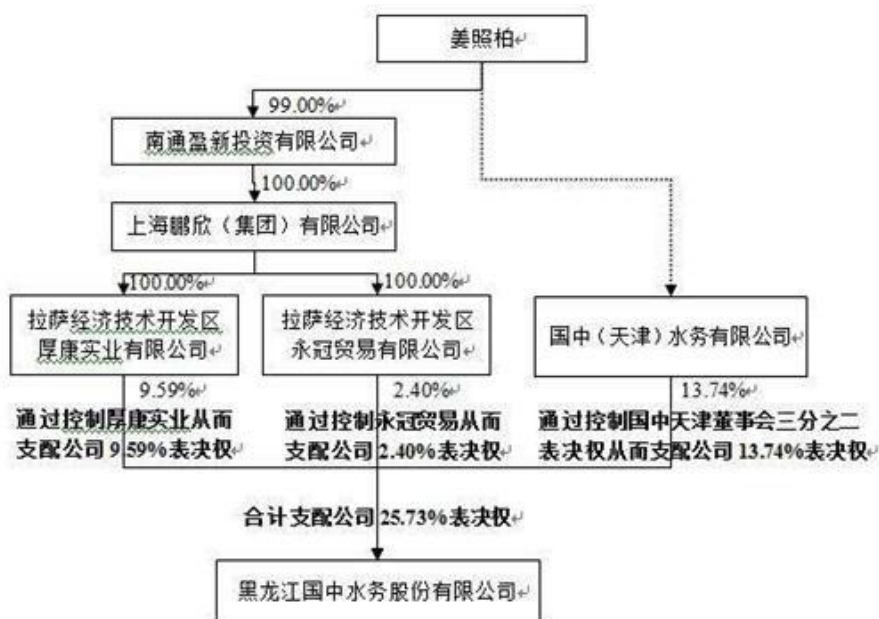 姜照柏
99.00%
南通盈新投资有限公司
100.00%
上海鹏欣（集团）有限公司
100.00%
100.00%
拉萨经济技术开发区
厚康实业有限公司
拉萨经济技术开发区
永冠贸易有限公司
国中（天津）水务有限公司
9.59%
2.40%
13.74%
通过控制厚康实业从而
支配公司 9.59%表决权
通过控制永冠贸易从而
支配公司 2.40%表决权
通过控制国中天津董事会三分之二
表决权从而支配公司 13.74%表决权
合计支配公司 25.73%表决权
黑龙江国中水务股份有限公司